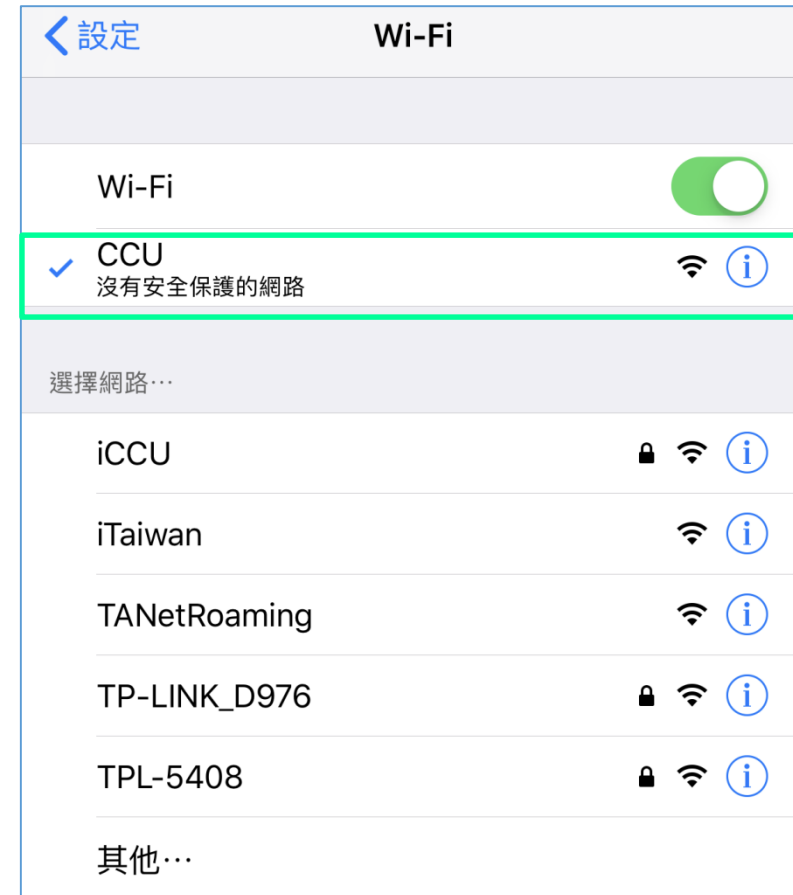 設定
Wi-Fi
Wi-Fi
CCU
沒有安全保護的網路
選擇網路⋯
iCCU
iTaiwan
TANetRoaming
TP-LINK_D976
TPL-5408
其他⋯